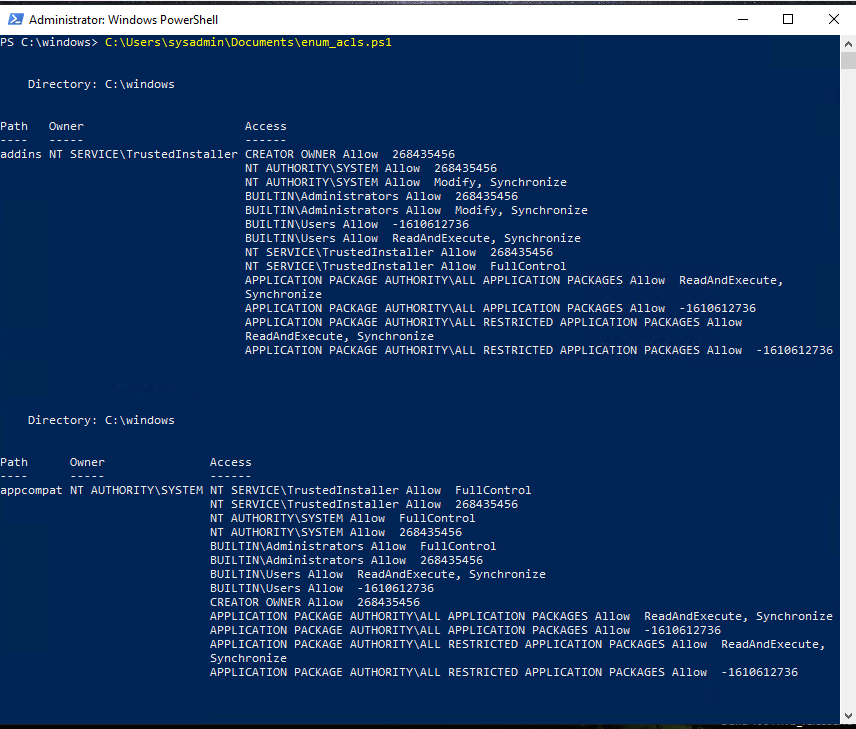 Administrator: Windows PowerShell
PS C:\windows> C:\Users\sysadmin\Documents\enum_acls.ps1
Directory: C:\windows
Path Owner Access
---- ----- ------
addins NT SERVICE\TrustedInstaller CREATOR OWNER Allow  268435456
NT AUTHORITY\SYSTEM Allow  268435456
NT AUTHORITY\SYSTEM Allow  Modify, Synchronize
BUILTIN\Administrators Allow  268435456
BUILTIN\Administrators Allow  Modify, Synchronize
BUILTIN\Users Allow  -1610612736
BUILTIN\Users Allow  ReadAndExecute, Synchronize
NT SERVICE\TrustedInstaller Allow  268435456
NT SERVICE\TrustedInstaller Allow  FullControl
APPLICATION PACKAGE AUTHORITY\ALL APPLICATION PACKAGES Allow  ReadAndExecute,
Synchronize
APPLICATION PACKAGE AUTHORITY\ALL APPLICATION PACKAGES Allow  -1610612736
APPLICATION PACKAGE AUTHORITY\ALL RESTRICTED APPLICATION PACKAGES Allow
ReadAndExecute, Synchronize
APPLICATION PACKAGE AUTHORITY\ALL RESTRICTED APPLICATION PACKAGES Allow  -1610612736
Directory: C:\windows
Path Owner Access
---- ----- ------
appcompat NT AUTHORITY\SYSTEM NT SERVICE\TrustedInstaller Allow  FullControl
NT SERVICE\TrustedInstaller Allow  268435456
NT AUTHORITY\SYSTEM Allow  FullControl
NT AUTHORITY\SYSTEM Allow  268435456
BUILTIN\Administrators Allow  FullControl
BUILTIN\Administrators Allow  268435456
BUILTIN\Users Allow  ReadAndExecute, Synchronize
BUILTIN\Users Allow  -1610612736
CREATOR OWNER Allow  268435456
APPLICATION PACKAGE AUTHORITY\ALL APPLICATION PACKAGES Allow  ReadAndExecute, Synchronize
APPLICATION PACKAGE AUTHORITY\ALL APPLICATION PACKAGES Allow  -1610612736
APPLICATION PACKAGE AUTHORITY\ALL RESTRICTED APPLICATION PACKAGES Allow  ReadAndExecute,
Synchronize
APPLICATION PACKAGE AUTHORITY\ALL RESTRICTED APPLICATION PACKAGES Allow  -1610612736